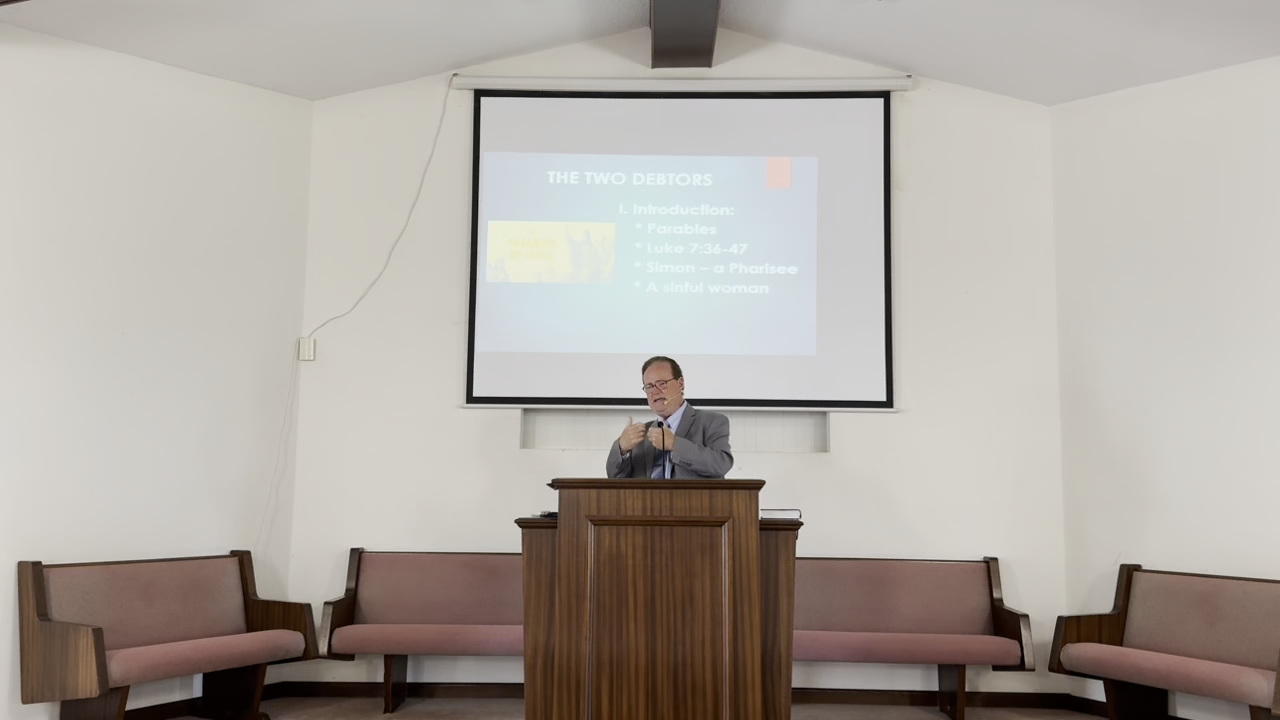 THE TWO DEBTORS
I. Introduction:
* Parables
* Luke 7:36-47
* Simon – a Pharisee
* A sinful woman